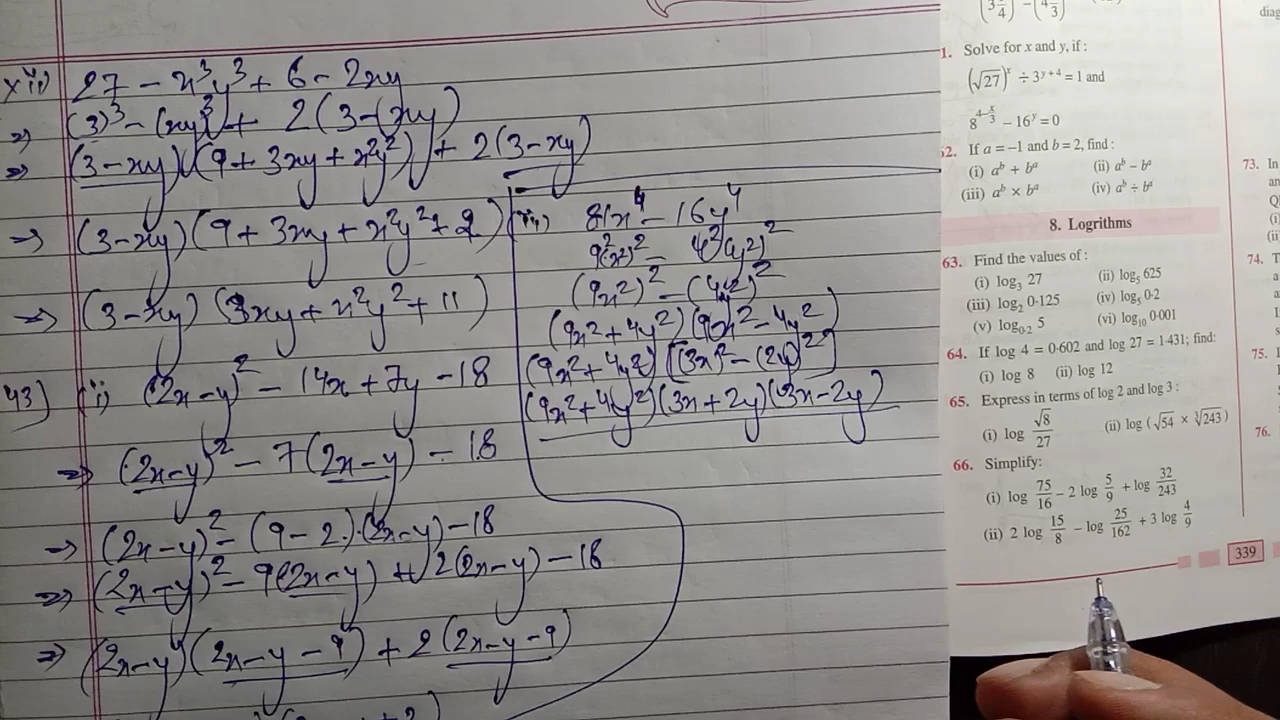 xii) 27 - x³y³ + 6 - 2xy
⇒ (3)³ - (xy)³ + 2(3-(xy)
⇒ (3-xy)(9+3xy+x²y²) + 2(3-xy)
⇒ (3-xy)(9+3xy+x²y²+2)
⇒ (3-xy)(3xy+x²y²+11)
43) (i) (2x-y)² - 14x+7y-18
⇒ (2x-y)² - 7(2x-y) - 18
⇒ (2x-y)² - (9-2)·(2x-y)-18
⇒ (2x-y)² - 9(2x-y) + 2(2x-y)-18
⇒ (2x-y)(2x-y-9) + 2(2x-y-9)
81x⁴ - 16y⁴
9²(x²)² - 4²(y²)²
(9x²)² - (4y²)²
(9x²+4y²)(9x²-4y²)
(9x²+4y²)[(3x)²-(2y)²]
(9x²+4y²)(3x+2y)(3x-2y)
1. Solve for x and y, if :
(√27)ˣ ÷ 3ʸ⁺⁴ = 1 and
8^(4-x/3) - 16ʸ = 0
62. If a = –1 and b = 2, find :
(i) aᵇ + bᵃ (ii) aᵇ – bᵃ
(iii) aᵇ × bᵃ (iv) aᵇ ÷ bᵃ
8. Logrithms
63. Find the values of :
(i) log₃ 27 (ii) log₅ 625
(iii) log₂ 0·125 (iv) log₅ 0·2
(v) log₀.₂ 5 (vi) log₁₀ 0·001
64. If log 4 = 0·602 and log 27 = 1·431; find:
(i) log 8 (ii) log 12
65. Express in terms of log 2 and log 3 :
(i) log √8/27 (ii) log (√54 × ∛243)
66. Simplify:
(i) log 75/16 – 2 log 5/9 + log 32/243
(ii) 2 log 15/8 – log 25/162 + 3 log 4/9
339
diag
73. In
74. T
75.
76.